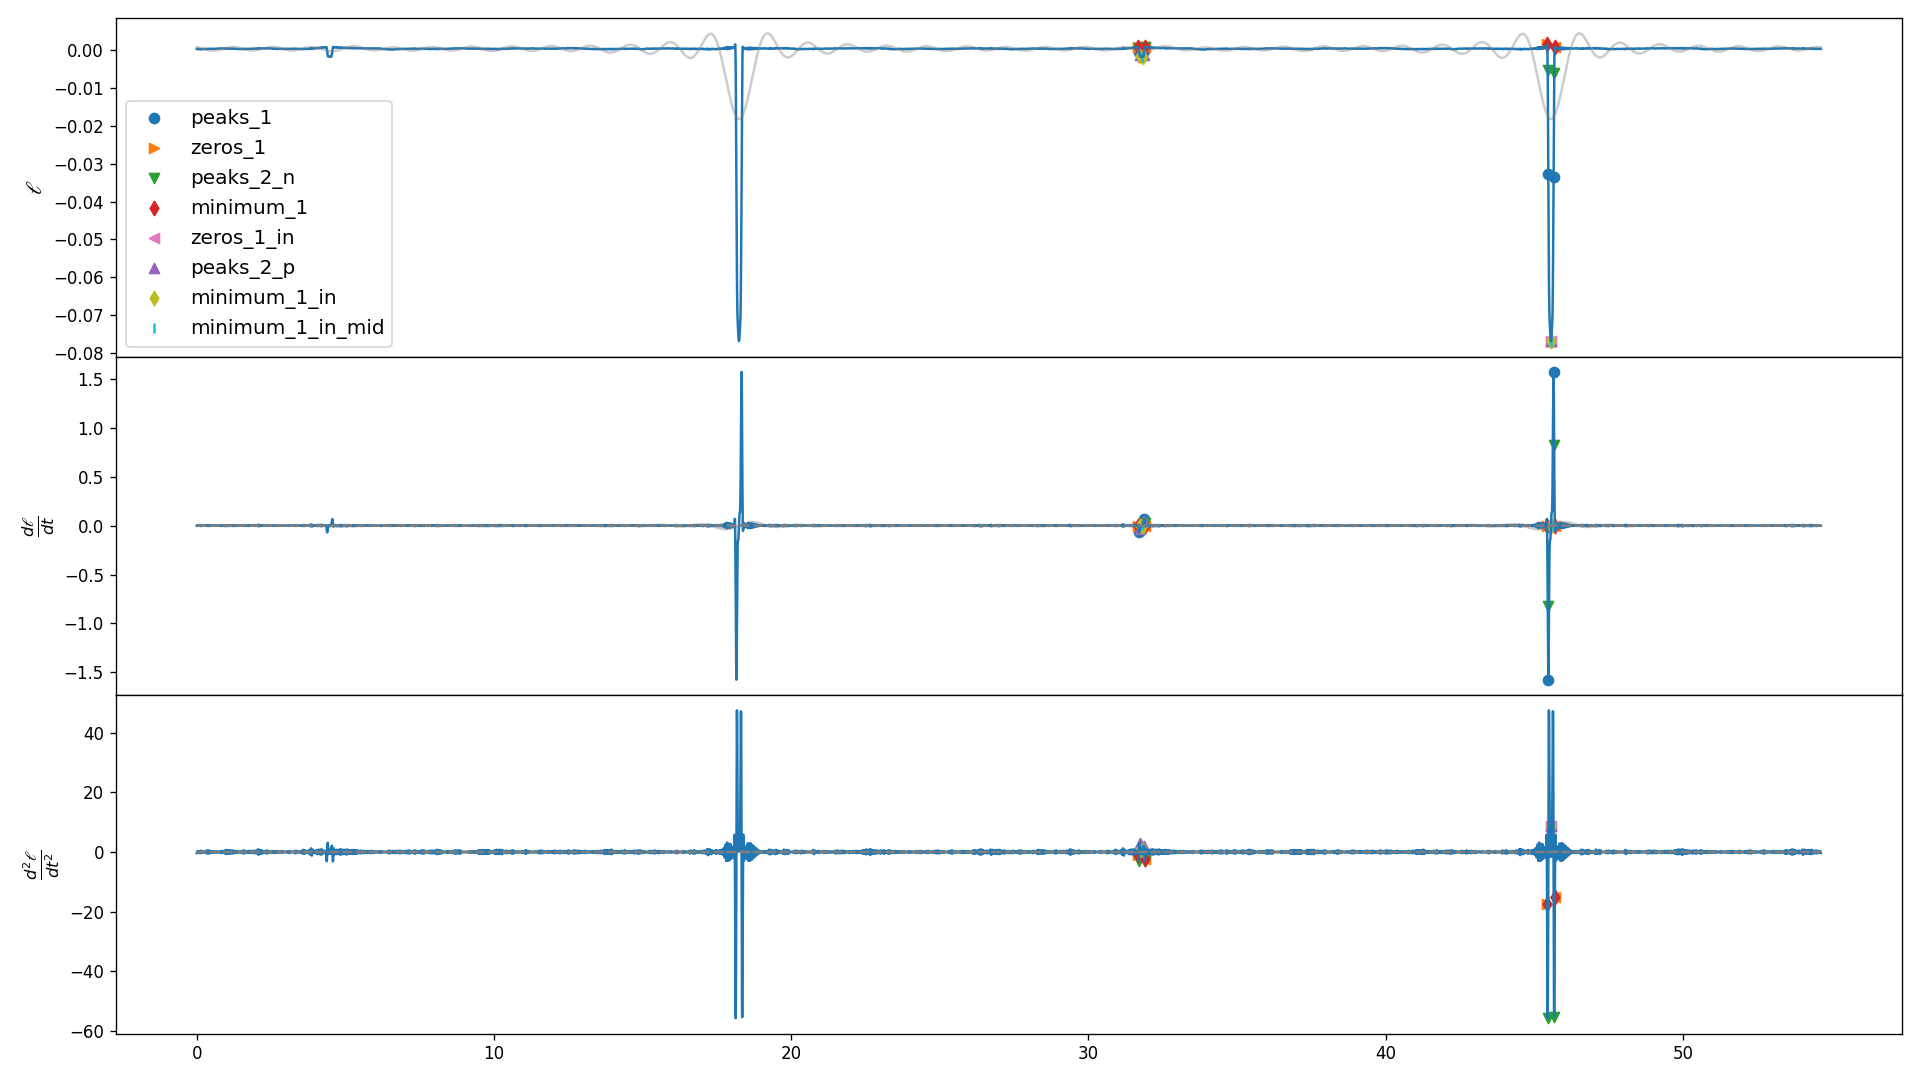 0.00
−0.01
−0.02
−0.03
−0.04
−0.05
−0.06
−0.07
−0.08
ℓ
peaks_1
zeros_1
peaks_2_n
minimum_1
zeros_1_in
peaks_2_p
minimum_1_in
minimum_1_in_mid
1.5
1.0
0.5
0.0
−0.5
−1.0
−1.5
dℓ
dt
40
20
0
−20
−40
−60
d²ℓ
dt²
0 10 20 30 40 50